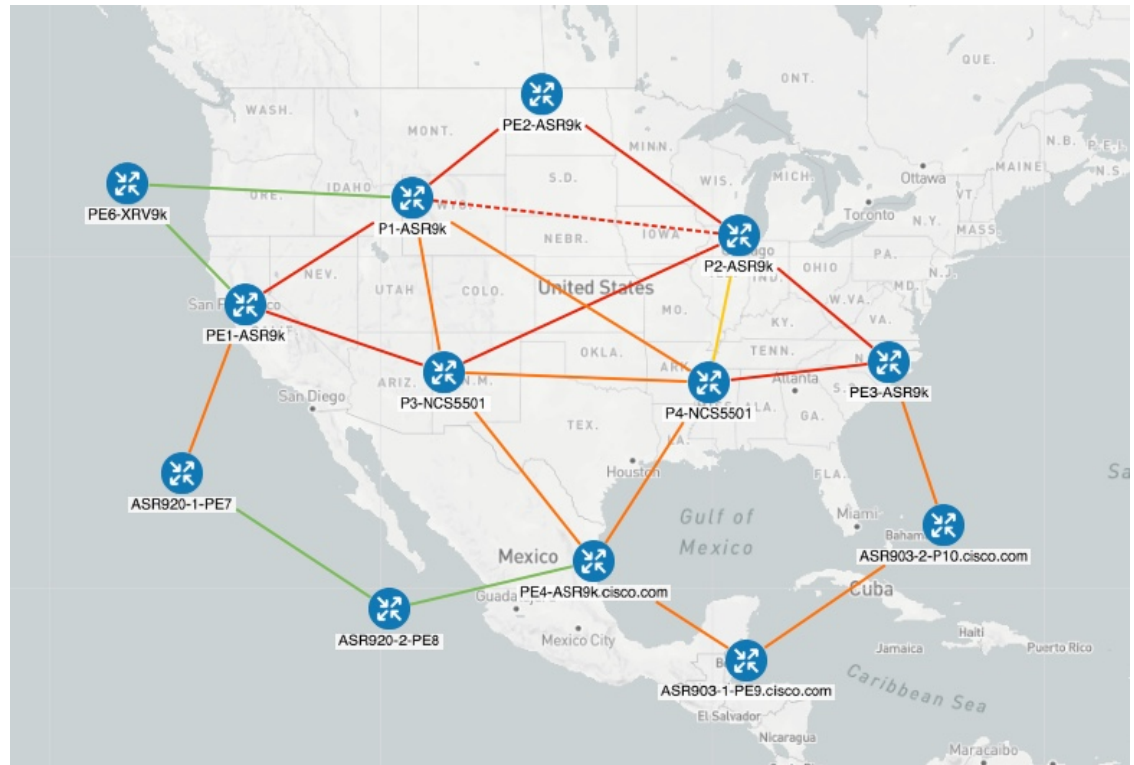 QUE.
ONT.
WASH.
PE2-ASR9k
MONT.
N.B.
P.E.I.
MINN.
MAINE
N.S.
S.D.
WIS.
MICH.
Ottawa
VT.
ORE.
IDAHO
PE6-XRV9k
Toronto
N.Y.
P1-ASR9k
MASS.
NEBR.
IOWA
PA.
P2-ASR9k
OHIO
N.J.
NEV.
UTAH
COLO.
United States
IND.
MD.
San
PE1-ASR9k
MO.
W.VA.
KY.
VA.
OKLA.
TENN.
ARK.
ARIZ.
N.M.
P3-NCS5501
Atlanta
PE3-ASR9k
San Diego
P4-NCS5501
ALA.
GA.
TEX.
LA.
Houston
FLA.
ASR920-1-PE7
Gulf of
Mexico
Miami
ASR903-2-P10.cisco.com
Mexico
PE4-ASR9k.cisco.com
Cuba
ASR920-2-PE8
Mexico City
Haiti
Jamaica
Puerto Rico
ASR903-1-PE9.cisco.com
Caribbean Sea
El Salvador
Nicaragua
Maracaibo